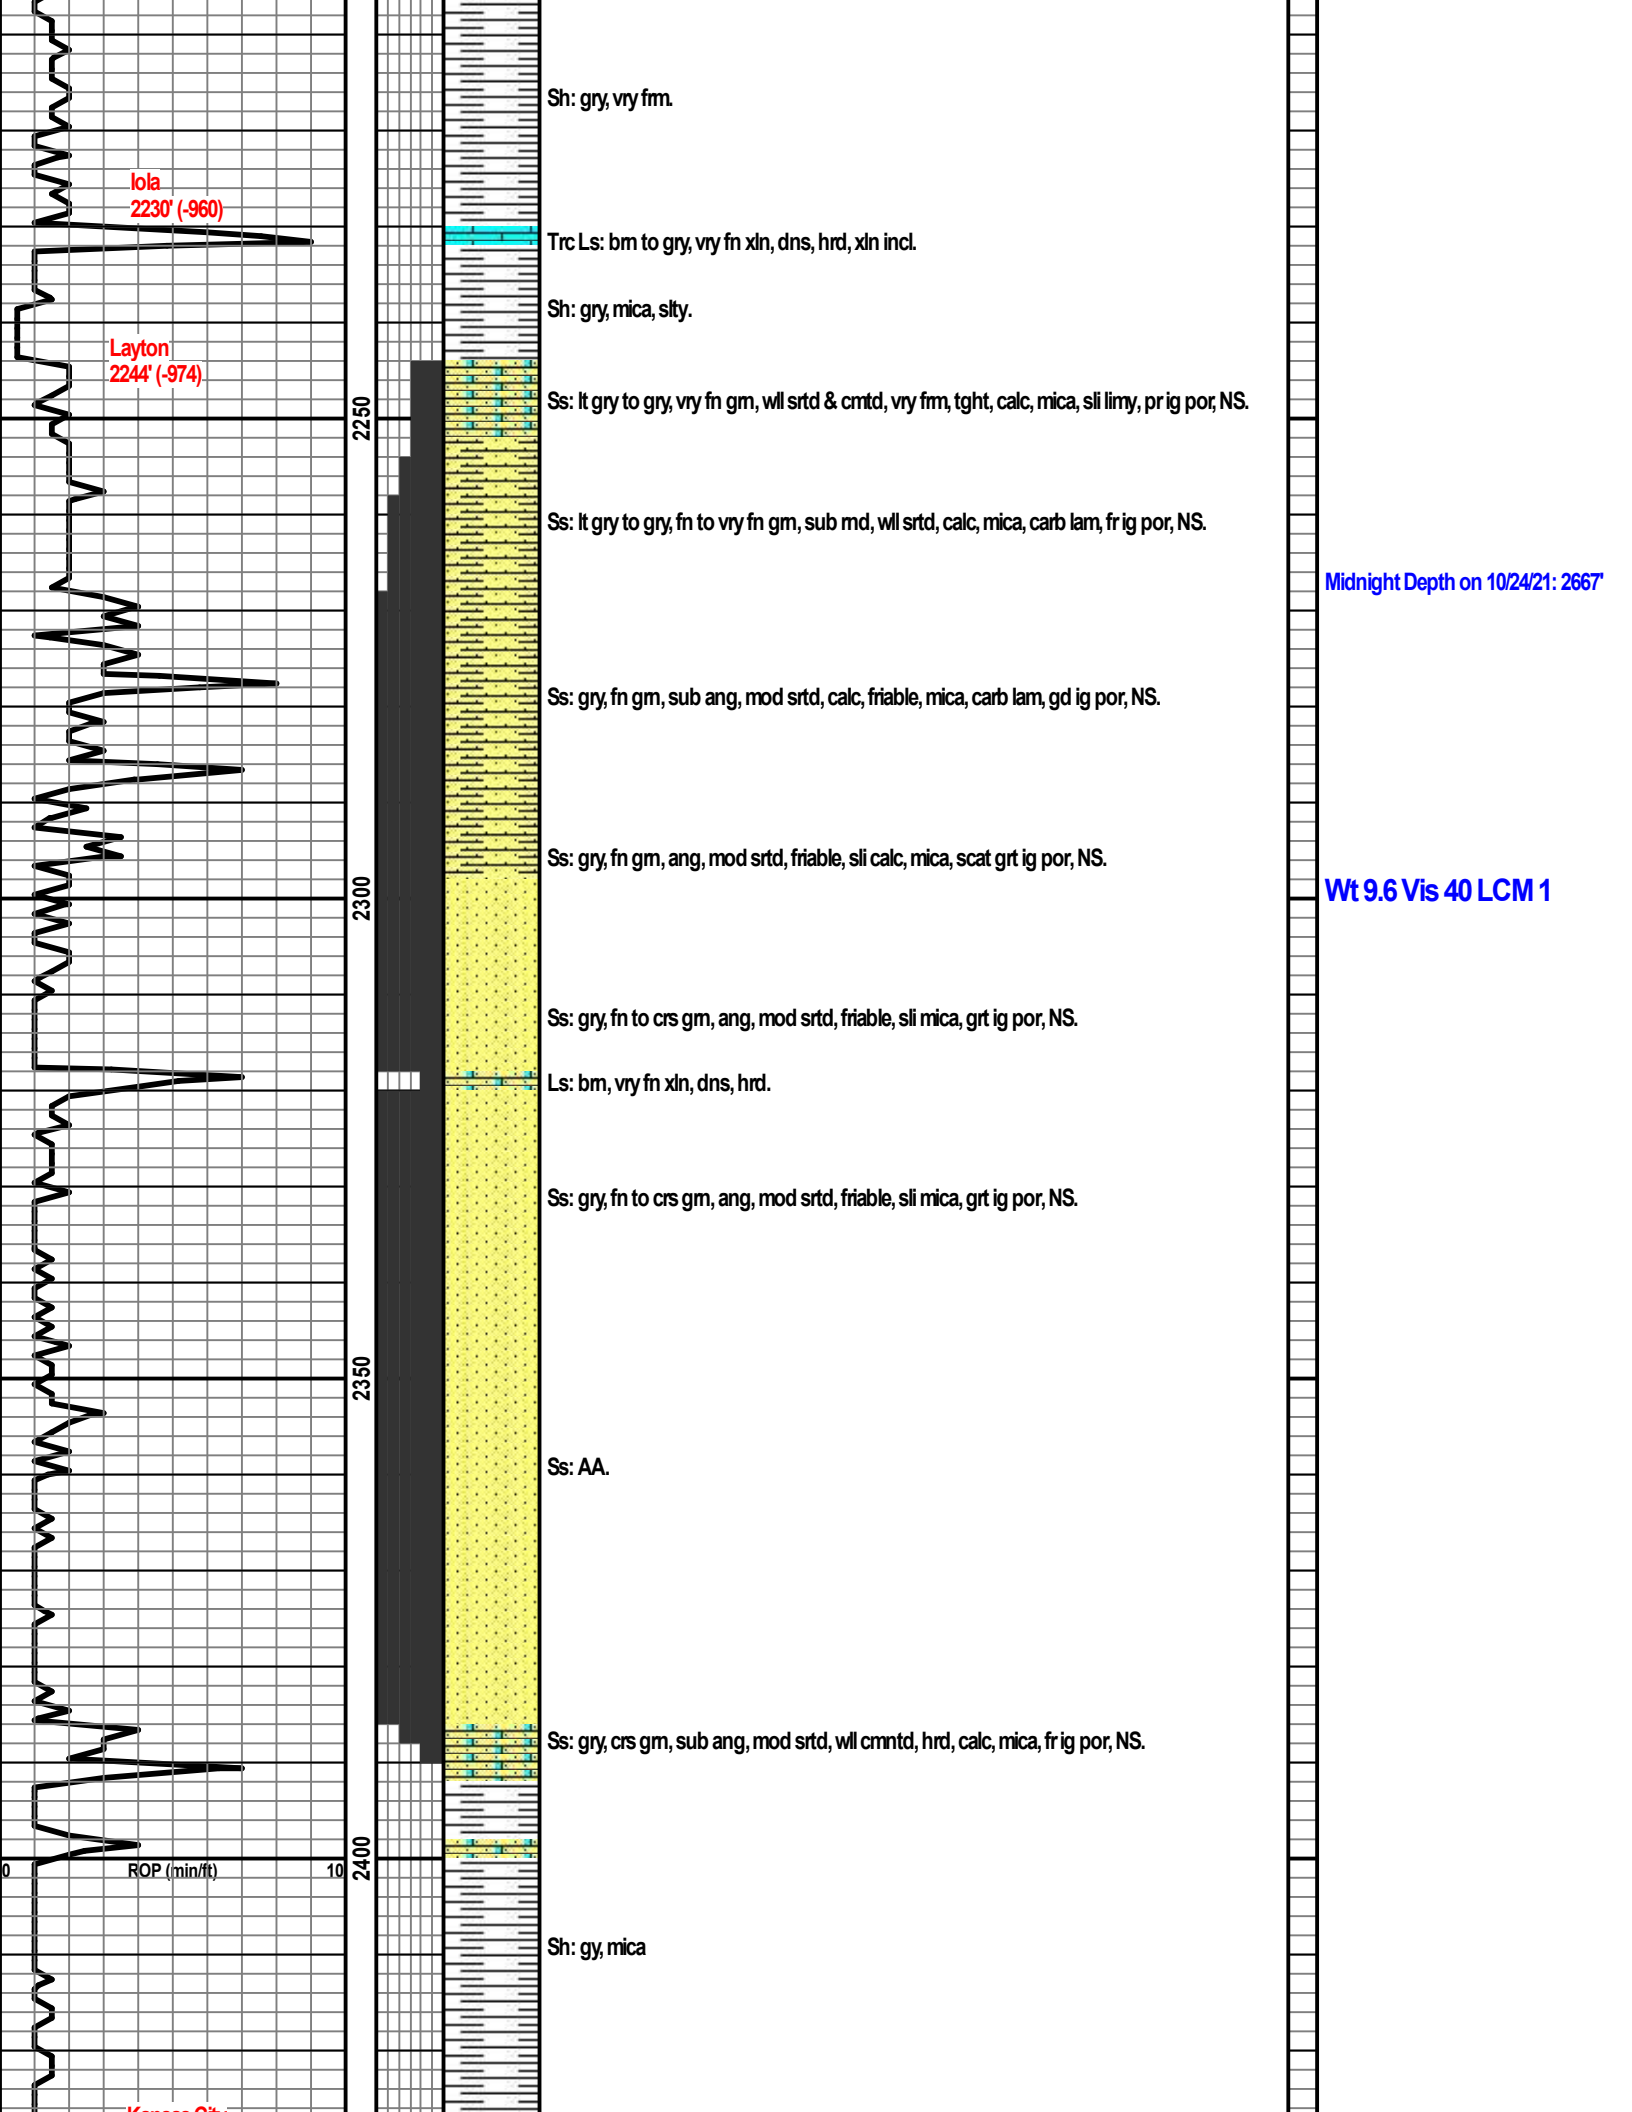 Sh: gry, vry frm.
Iola
2230' (-960)
Trc Ls: brn to gry, vry fn xln, dns, hrd, xln incl.
Sh: gry, mica, slty.
Layton
2244' (-974)
Ss: lt gry to gry, vry fn grn, wll srtd & cmtd, vry frm, tght, calc, mica, sli limy, pr ig por, NS.
2250
Ss: lt gry to gry, fn to vry fn grn, sub rnd, wll srtd, calc, mica, carb lam, fr ig por, NS.
Midnight Depth on 10/24/21: 2667'
Ss: gry, fn grn, sub ang, mod srtd, calc, friable, mica, carb lam, gd ig por, NS.
Ss: gry, fn grn, ang, mod srtd, friable, sli calc, mica, scat grt ig por, NS.
2300
Wt 9.6 Vis 40 LCM 1
Ss: gry, fn to crs grn, ang, mod srtd, friable, sli mica, grt ig por, NS.
Ls: brn, vry fn xln, dns, hrd.
Ss: gry, fn to crs grn, ang, mod srtd, friable, sli mica, grt ig por, NS.
2350
Ss: AA.
Ss: gry, crs grn, sub ang, mod srtd, wll cmntd, hrd, calc, mica, fr ig por, NS.
2400
0 ROP (min/ft) 10
Sh: gy, mica
Kansas City